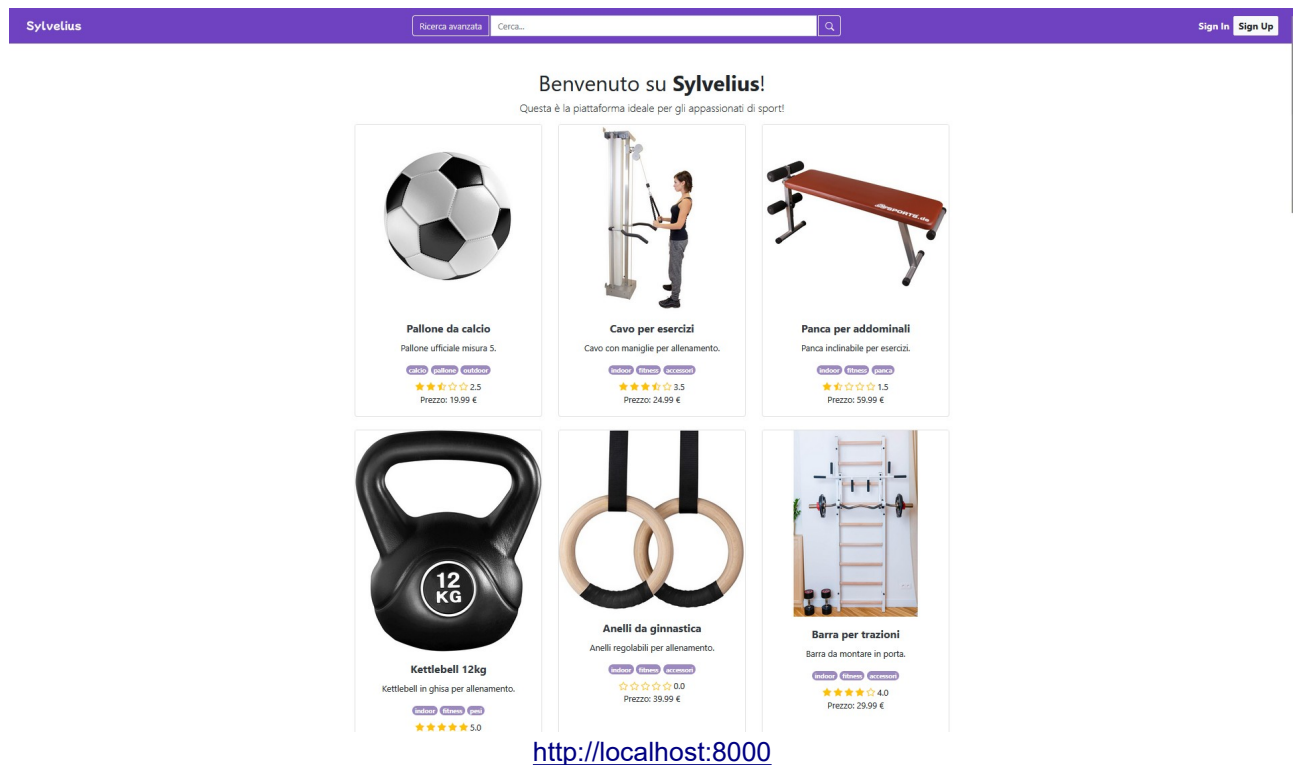 Sylvelius
Ricerca avanzata Cerca...
Sign In Sign Up
Benvenuto su Sylvelius!
Questa è la piattaforma ideale per gli appassionati di sport!
Pallone da calcio
Pallone ufficiale misura 5.
calcio pallone outdoor
2.5
Prezzo: 19.99 €
Cavo per esercizi
Cavo con maniglie per allenamento.
indoor fitness accessori
3.5
Prezzo: 24.99 €
Panca per addominali
Panca inclinabile per esercizi.
indoor fitness panca
1.5
Prezzo: 59.99 €
12
KG
Kettlebell 12kg
Kettlebell in ghisa per allenamento.
indoor fitness pesi
5.0
Anelli da ginnastica
Anelli regolabili per allenamento.
indoor fitness accessori
0.0
Prezzo: 39.99 €
Barra per trazioni
Barra da montare in porta.
indoor fitness accessori
4.0
Prezzo: 29.99 €
http://localhost:8000